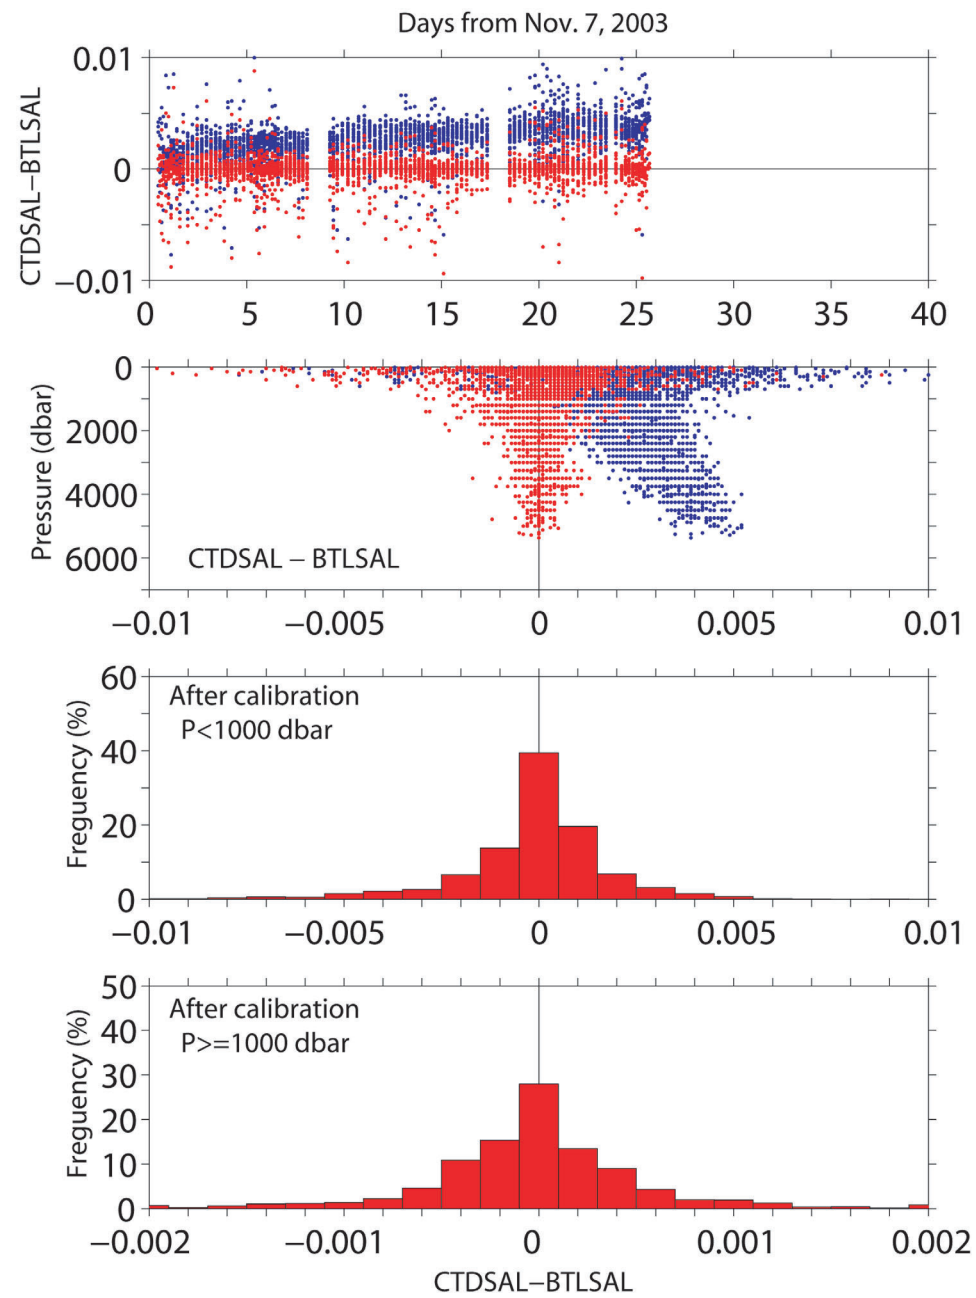 Days from Nov. 7, 2003
CTDSAL−BTLSAL
0.01
0
−0.01
0 5 10 15 20 25 30 35 40
Pressure (dbar)
0
2000
4000
6000
CTDSAL − BTLSAL
−0.01 −0.005 0 0.005 0.01
Freguency (%)
60
40
20
0
After calibration
P<1000 dbar
−0.01 −0.005 0 0.005 0.01
Freguency (%)
50
40
30
20
10
0
After calibration
P>=1000 dbar
−0.002 −0.001 0 0.001 0.002
CTDSAL−BTLSAL